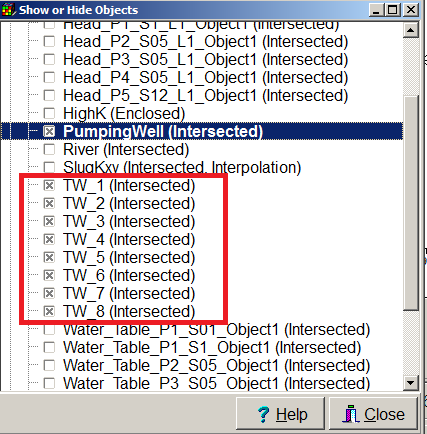 Show or Hide Objects
Head_P1_S1_L1_Object1 (Intersected)
Head_P2_S05_L1_Object1 (Intersected)
Head_P3_S05_L1_Object1 (Intersected)
Head_P4_S05_L1_Object1 (Intersected)
Head_P5_S12_L1_Object1 (Intersected)
HighK (Enclosed)
PumpingWell (Intersected)
River (Intersected)
SlugKxy (Intersected, Interpolation)
TW_1 (Intersected)
TW_2 (Intersected)
TW_3 (Intersected)
TW_4 (Intersected)
TW_5 (Intersected)
TW_6 (Intersected)
TW_7 (Intersected)
TW_8 (Intersected)
Water_Table_P1_S01_Object1 (Intersected)
Water_Table_P1_S1_Object1 (Intersected)
Water_Table_P2_S05_Object1 (Intersected)
Water_Table_P3_S05_Object1 (Intersected)
Help
Close